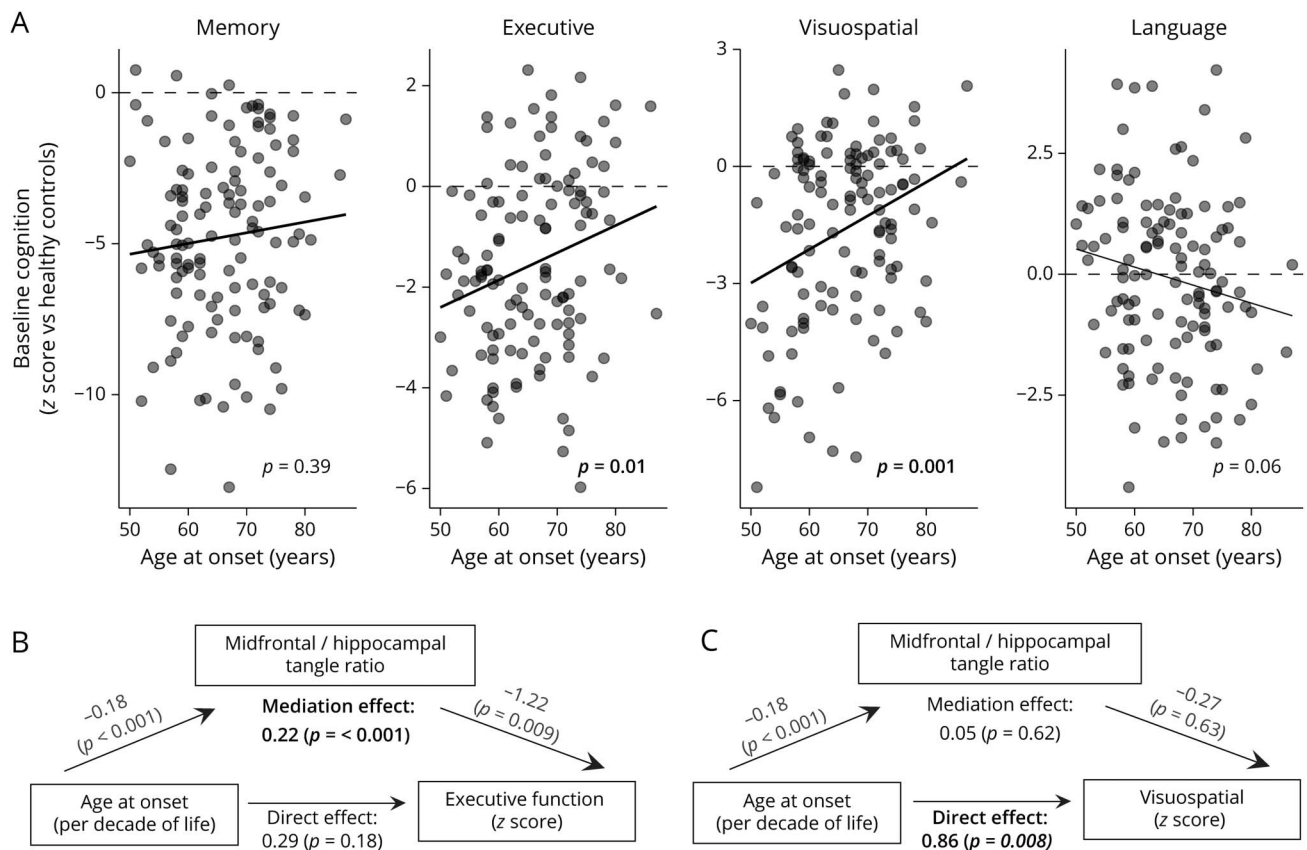 A
Memory
Executive
Visuospatial
Language
Baseline cognition
(z score vs healthy controls)
0
−5
−10
p = 0.39
50 60 70 80
Age at onset (years)
2
0
−2
−4
−6
p = 0.01
50 60 70 80
Age at onset (years)
3
0
−3
−6
p = 0.001
50 60 70 80
Age at onset (years)
2.5
0.0
−2.5
p = 0.06
50 60 70 80
Age at onset (years)
B
Midfrontal / hippocampal
tangle ratio
−0.18
(p < 0.001)
Mediation effect:
0.22 (p = < 0.001)
−1.22
(p = 0.009)
Age at onset
(per decade of life)
Direct effect:
0.29 (p = 0.18)
Executive function
(z score)
C
Midfrontal / hippocampal
tangle ratio
−0.18
(p < 0.001)
Mediation effect:
0.05 (p = 0.62)
−0.27
(p = 0.63)
Age at onset
(per decade of life)
Direct effect:
0.86 (p = 0.008)
Visuospatial
(z score)